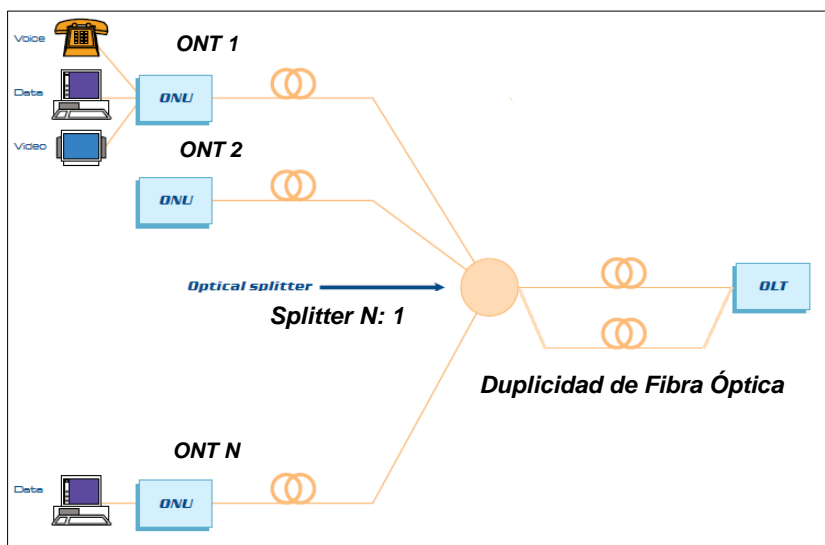 Voice
ONT 1
Data
ONU
Video
ONT 2
ONU
Optical splitter
OLT
Splitter N: 1
Duplicidad de Fibra Óptica
ONT N
Data
ONU